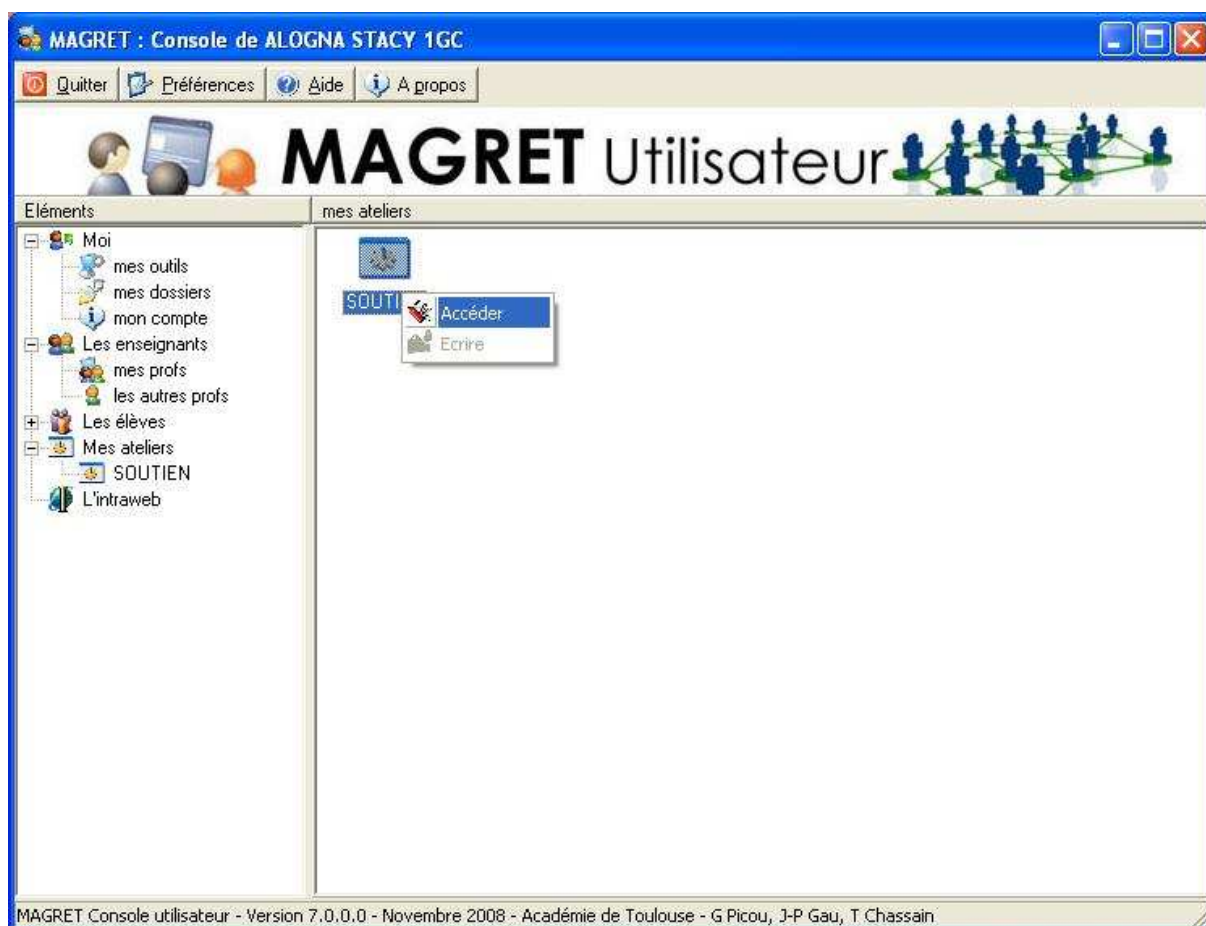 MAGRET : Console de ALOGNA STACY 1GC
Quitter Préférences Aide A propos
MAGRET Utilisateur
Eléments
mes ateliers
Moi
mes outils
mes dossiers
mon compte
Les enseignants
mes profs
les autres profs
Les élèves
Mes ateliers
SOUTIEN
L'intraweb
SOUTI
Accéder
Ecrire
MAGRET Console utilisateur - Version 7.0.0.0 - Novembre 2008 - Académie de Toulouse - G Picou, J-P Gau, T Chassain